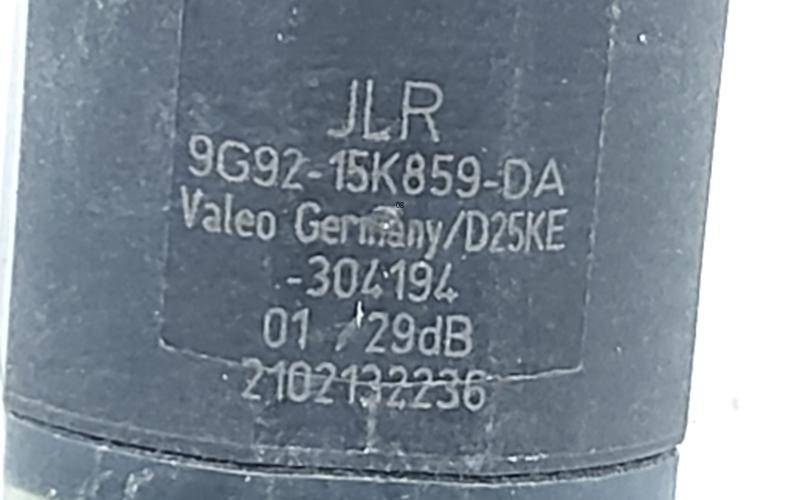 JLR
9G92-15K859-DA
Valeo Germany/D25KE
-304194
01 / 29dB
2102132236